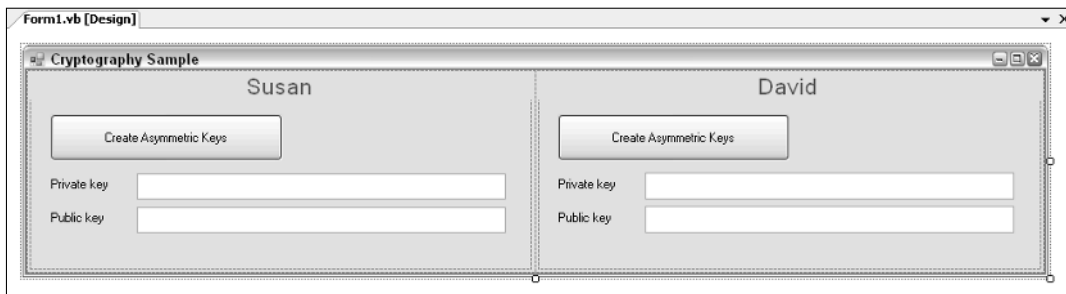 Form1.vb [Design]
Cryptography Sample
Susan
Create Asymmetric Keys
Private key
Public key
David
Create Asymmetric Keys
Private key
Public key